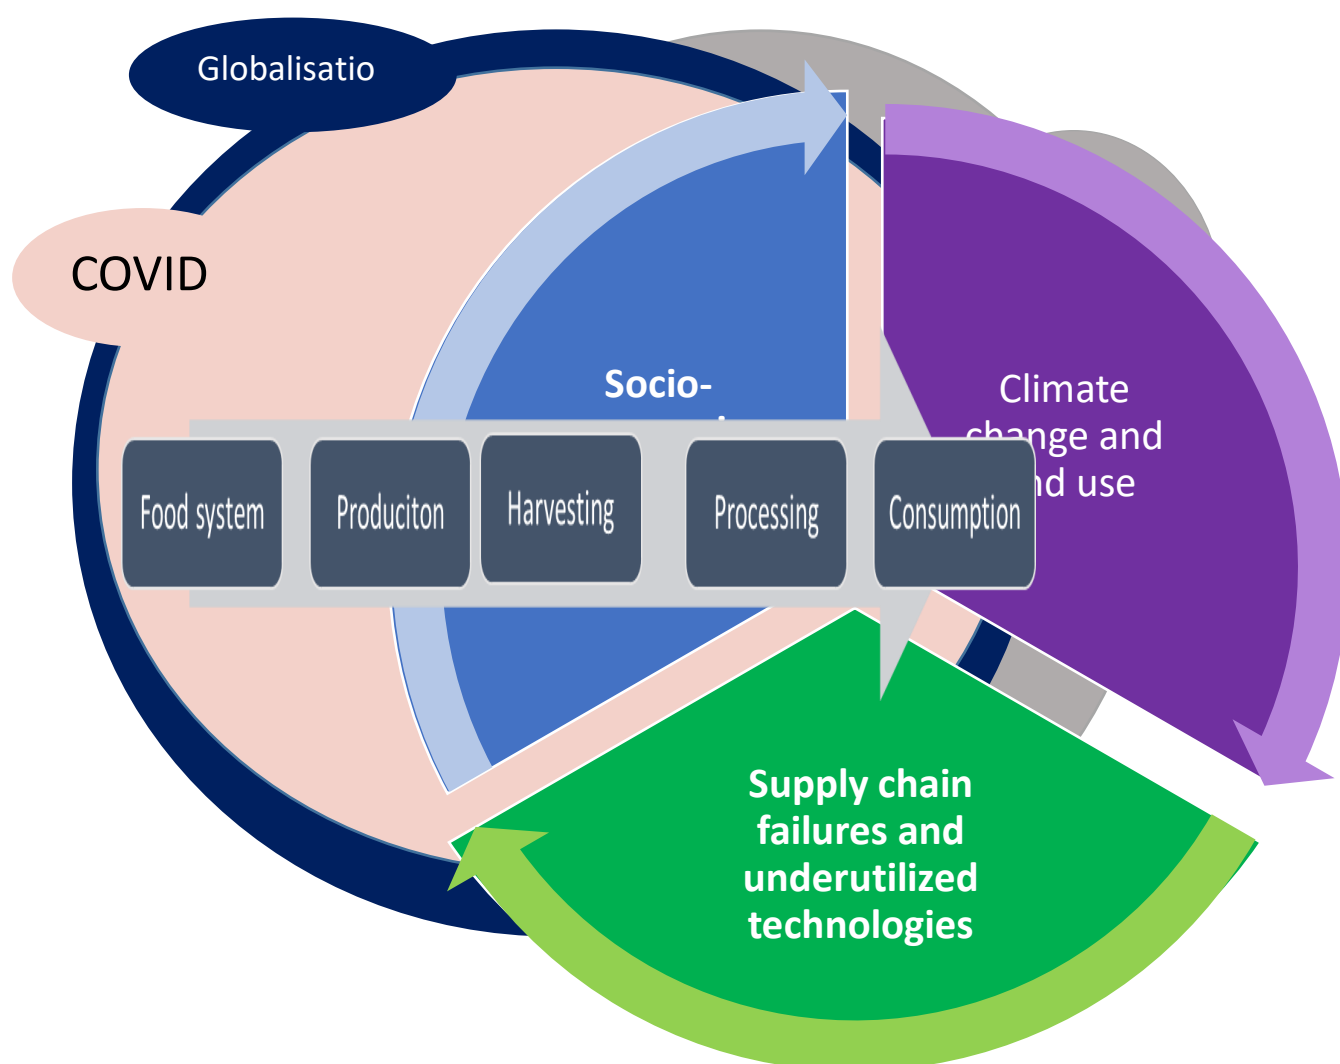 Globalisatio
COVID
Socio-
Climate
change and
use
Food system
Produciton
Harvesting
Processing
Consumption
Supply chain
failures and
underutilized
technologies